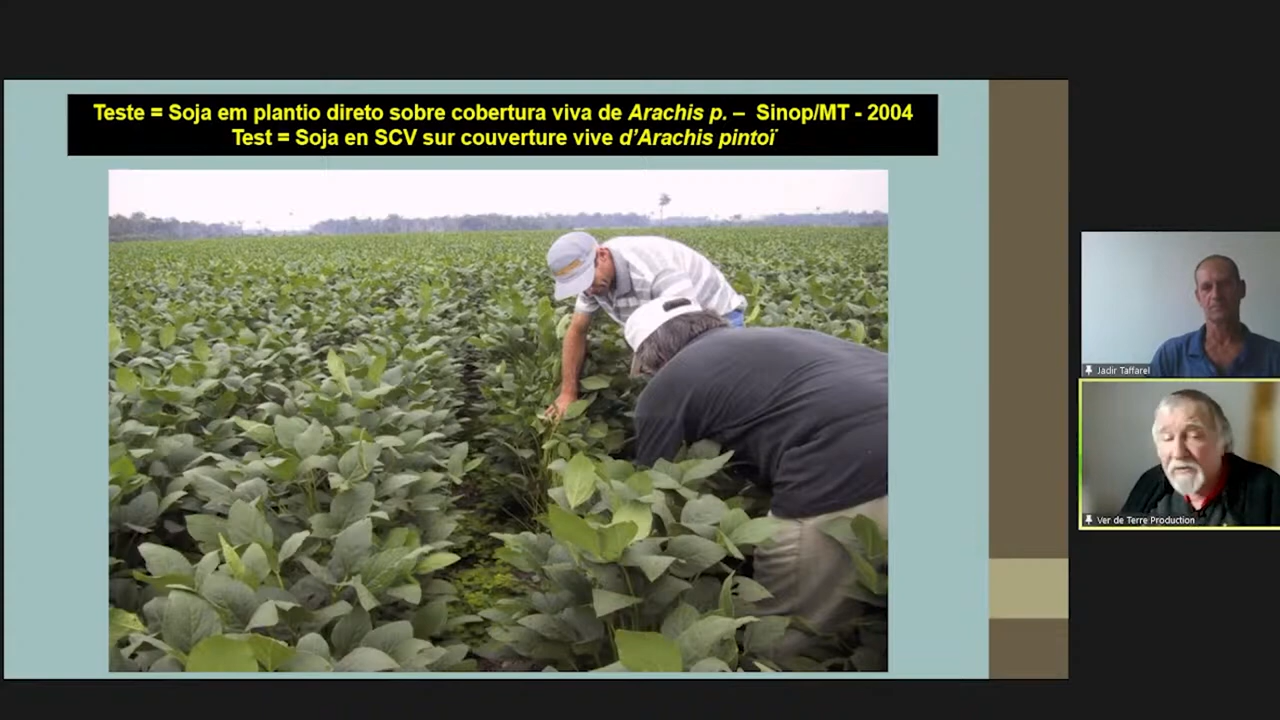 Teste = Soja em plantio direto sobre cobertura viva de Arachis p. – Sinop/MT - 2004
Test = Soja en SCV sur couverture vive d’Arachis pintoï
Jadir Taffarel
Ver de Terre Production